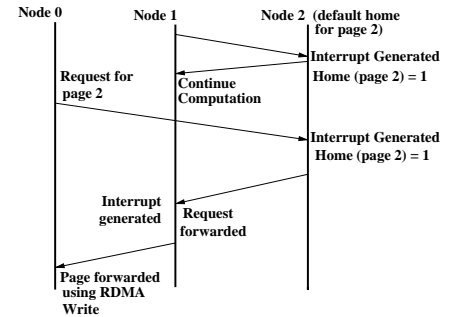 Node 0 Node 1 Node 2 (default home
for page 2)
Interrupt Generated
Home (page 2) = 1
Continue
Computation
Request for
page 2
Interrupt Generated
Home (page 2) = 1
Interrupt
generated
Request
forwarded
Page forwarded
using RDMA
Write